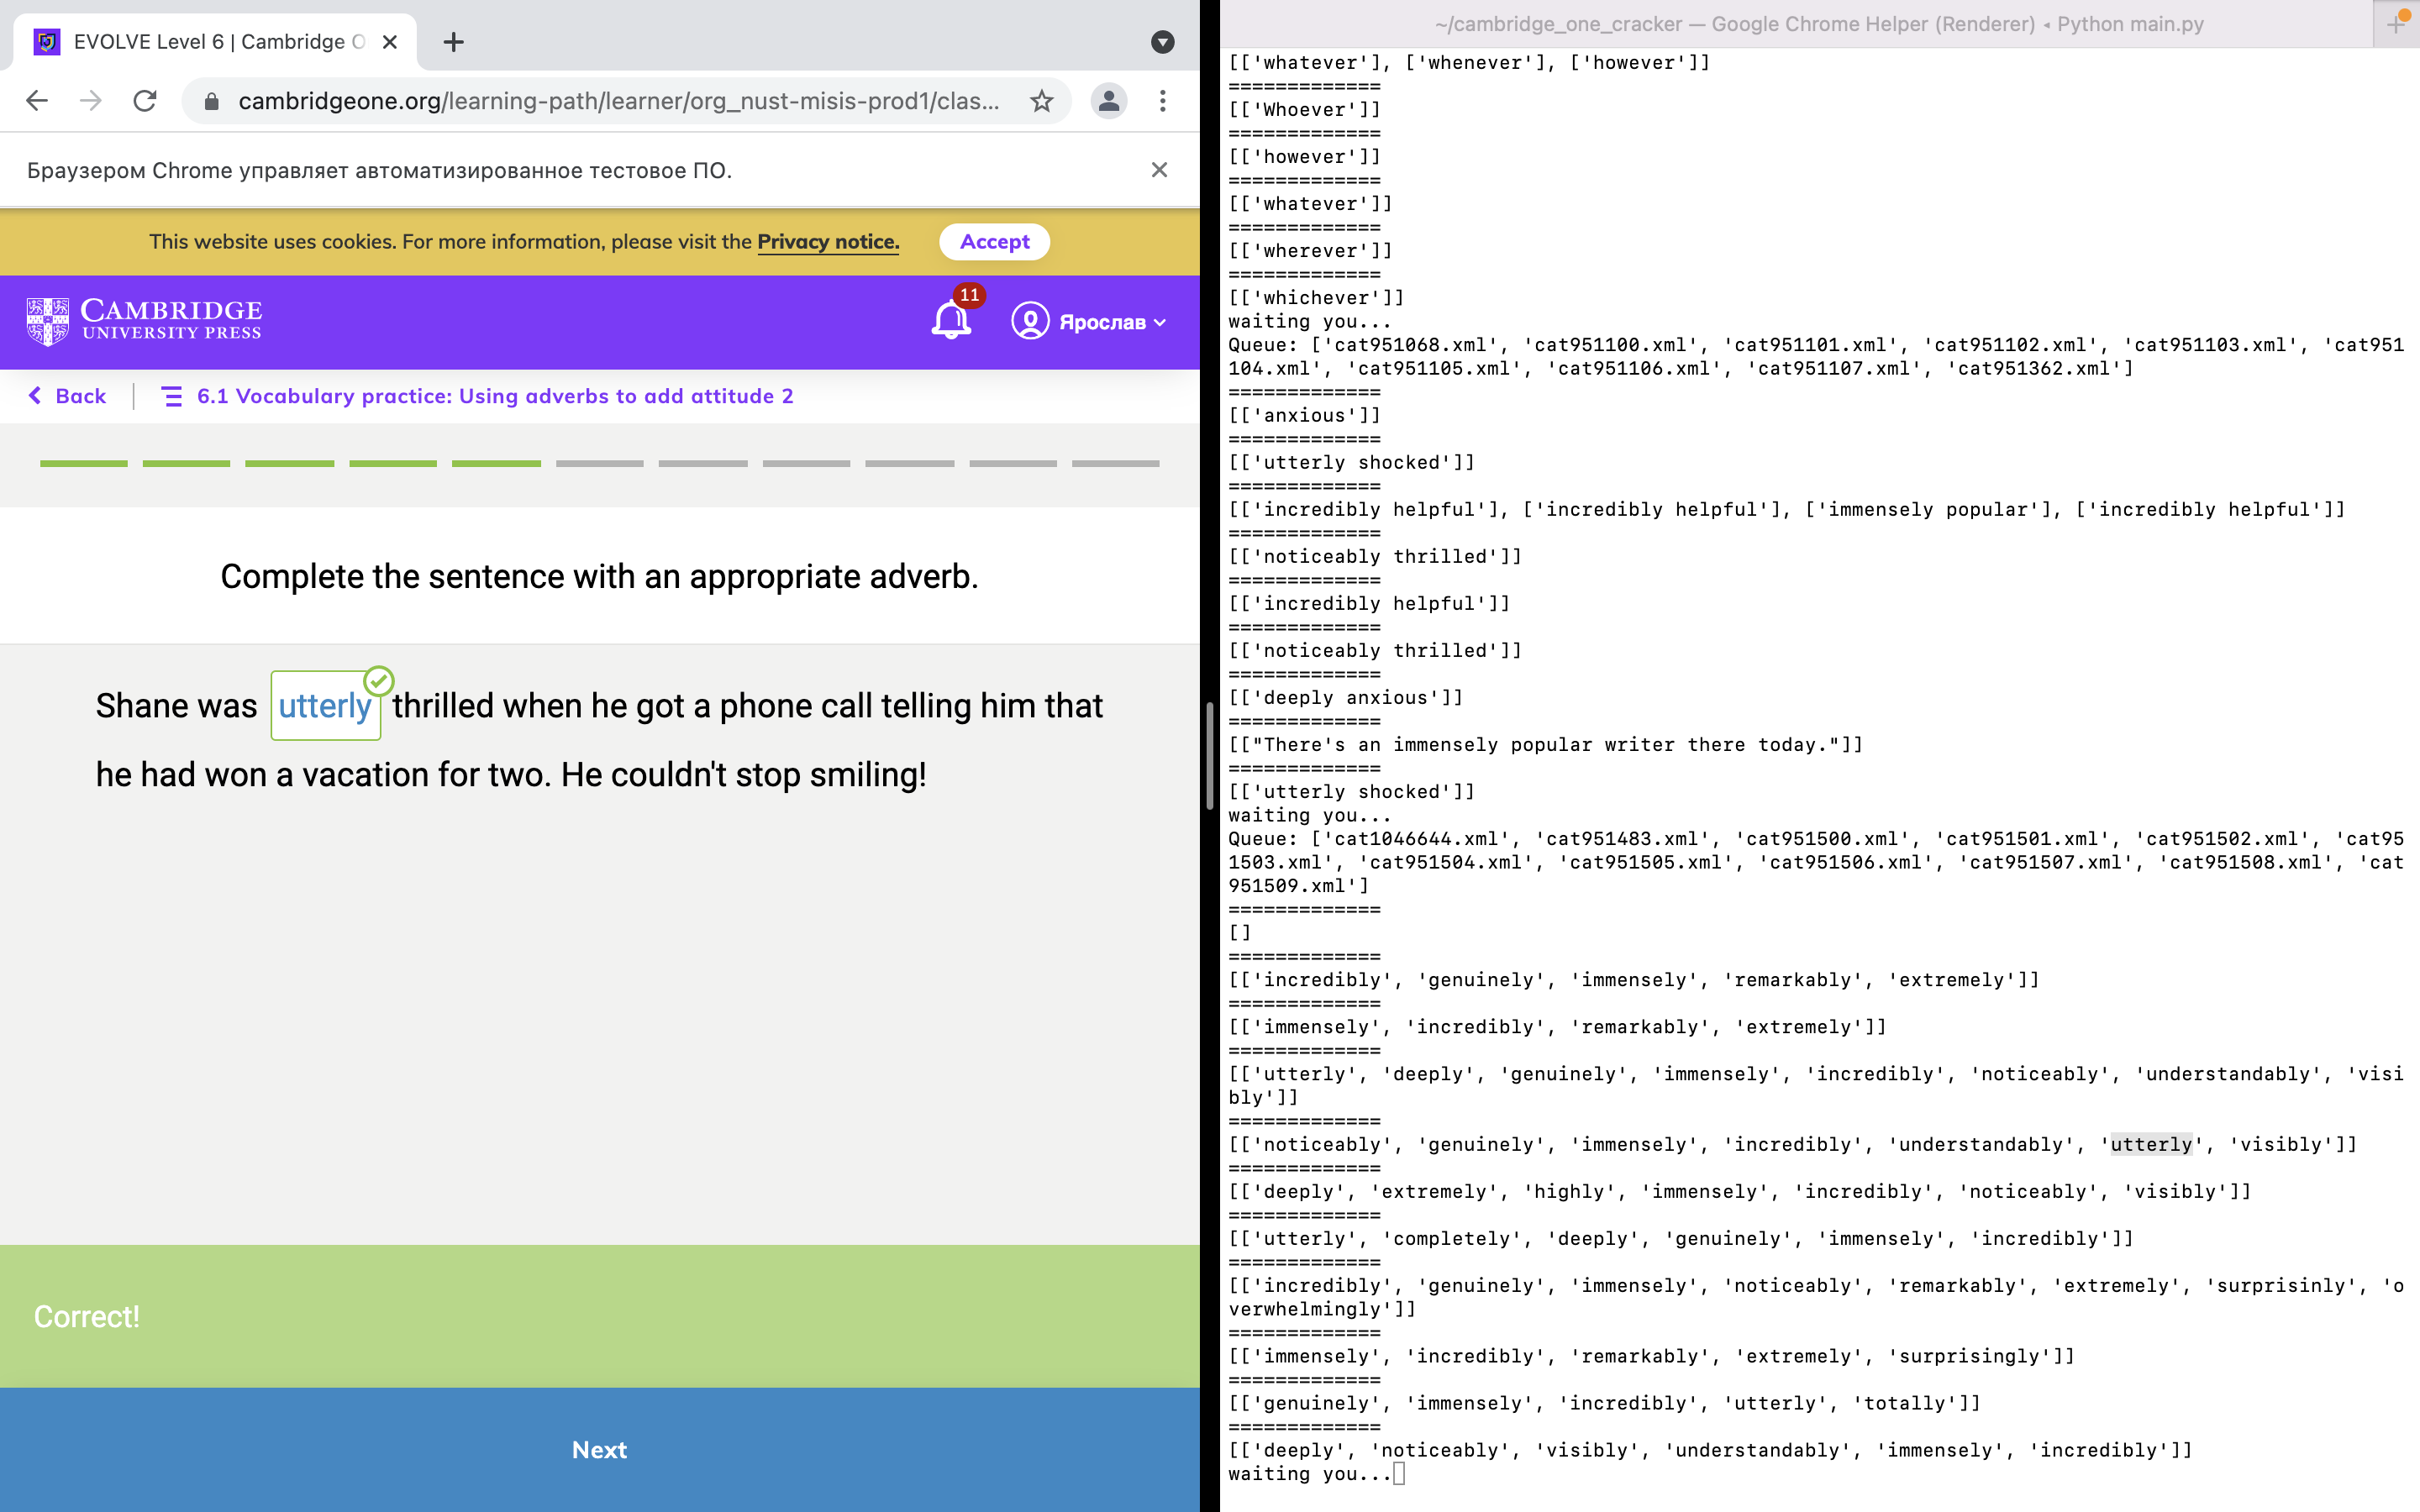 EVOLVE Level 6 | Cambridge O
cambridgeone.org/learning-path/learner/org_nust-misis-prod1/clas...
Браузером Chrome управляет автоматизированное тестовое ПО.
This website uses cookies. For more information, please visit the Privacy notice. Accept
CAMBRIDGE
UNIVERSITY PRESS
11
Ярослав
Back
6.1 Vocabulary practice: Using adverbs to add attitude 2
Complete the sentence with an appropriate adverb.
Shane was utterly thrilled when he got a phone call telling him that
he had won a vacation for two. He couldn't stop smiling!
Correct!
Next
~/cambridge_one_cracker — Google Chrome Helper (Renderer) ◂ Python main.py
[['whatever'], ['whenever'], ['however']]
=============
[['Whoever']]
=============
[['however']]
=============
[['whatever']]
=============
[['wherever']]
=============
[['whichever']]
waiting you...
Queue: ['cat951068.xml', 'cat951100.xml', 'cat951101.xml', 'cat951102.xml', 'cat951103.xml', 'cat951
104.xml', 'cat951105.xml', 'cat951106.xml', 'cat951107.xml', 'cat951362.xml']
=============
[['anxious']]
=============
[['utterly shocked']]
=============
[['incredibly helpful'], ['incredibly helpful'], ['immensely popular'], ['incredibly helpful']]
=============
[['noticeably thrilled']]
=============
[['incredibly helpful']]
=============
[['noticeably thrilled']]
=============
[['deeply anxious']]
=============
[["There's an immensely popular writer there today."]]
=============
[['utterly shocked']]
waiting you...
Queue: ['cat1046644.xml', 'cat951483.xml', 'cat951500.xml', 'cat951501.xml', 'cat951502.xml', 'cat95
1503.xml', 'cat951504.xml', 'cat951505.xml', 'cat951506.xml', 'cat951507.xml', 'cat951508.xml', 'cat
951509.xml']
=============
[]
=============
[['incredibly', 'genuinely', 'immensely', 'remarkably', 'extremely']]
=============
[['immensely', 'incredibly', 'remarkably', 'extremely']]
=============
[['utterly', 'deeply', 'genuinely', 'immensely', 'incredibly', 'noticeably', 'understandably', 'visi
bly']]
=============
[['noticeably', 'genuinely', 'immensely', 'incredibly', 'understandably', 'utterly', 'visibly']]
=============
[['deeply', 'extremely', 'highly', 'immensely', 'incredibly', 'noticeably', 'visibly']]
=============
[['utterly', 'completely', 'deeply', 'genuinely', 'immensely', 'incredibly']]
=============
[['incredibly', 'genuinely', 'immensely', 'noticeably', 'remarkably', 'extremely', 'surprisinly', 'o
verwhelmingly']]
=============
[['immensely', 'incredibly', 'remarkably', 'extremely', 'surprisingly']]
=============
[['genuinely', 'immensely', 'incredibly', 'utterly', 'totally']]
=============
[['deeply', 'noticeably', 'visibly', 'understandably', 'immensely', 'incredibly']]
waiting you...